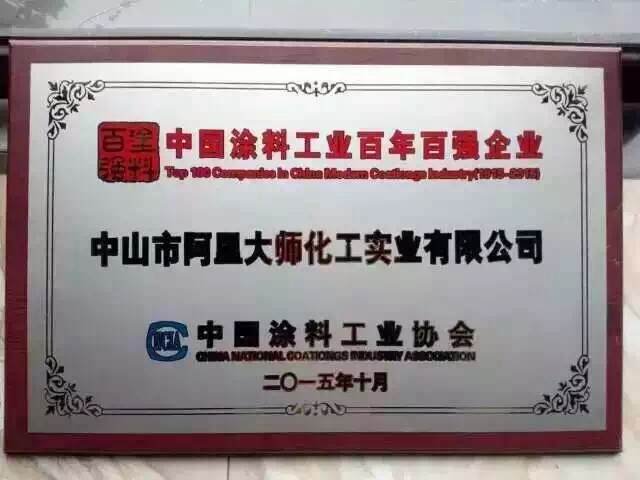 百强 涂料
中国涂料工业百年百强企业
Top 100 Companies in China Modern Coationgs Industry(1915-2015)
中山市阿里大师化工实业有限公司
CNCIA 中国涂料工业协会
CHINA NATIONAL COATIONGS INDUSTRY ASSOCIATION
二〇一五年十月